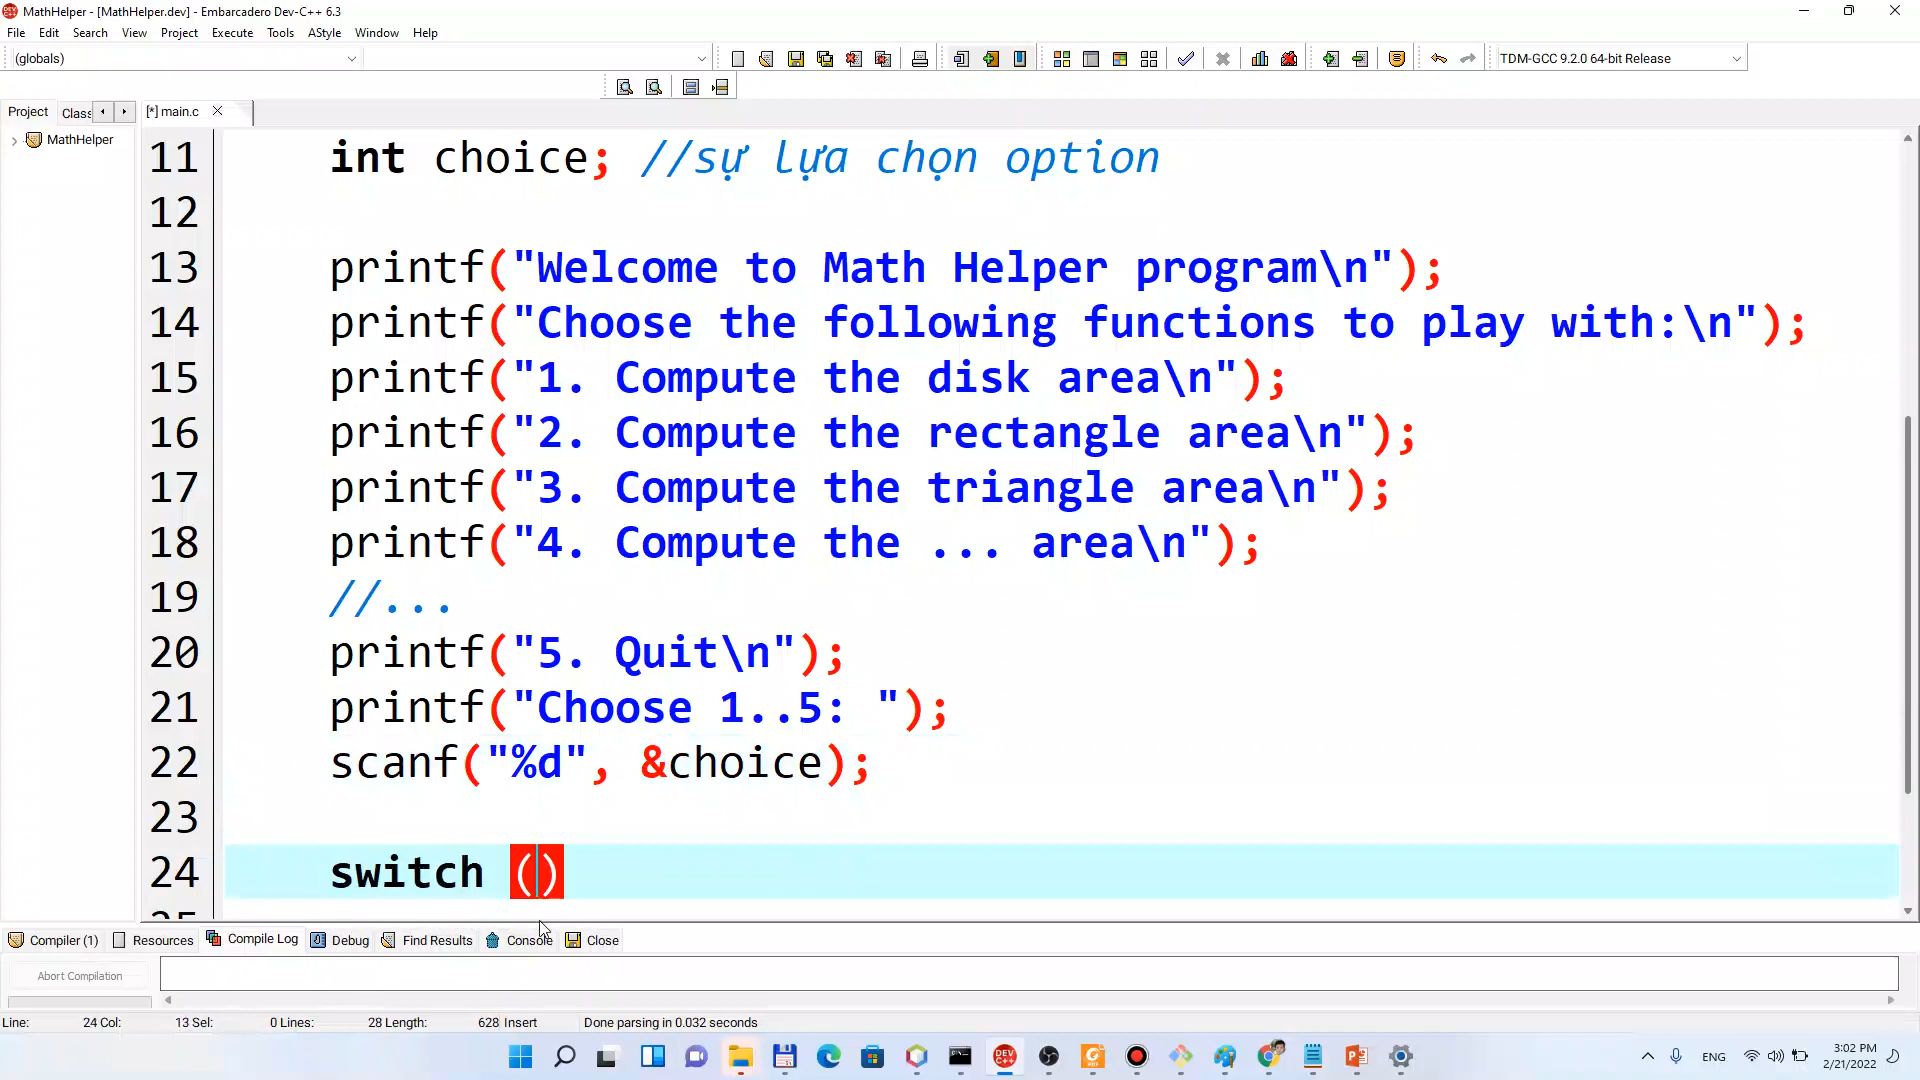 MathHelper - [MathHelper.dev] - Embarcadero Dev-C++ 6.3
File Edit Search View Project Execute Tools AStyle Window Help
(globals)
TDM-GCC 9.2.0 64-bit Release
Project Class [*] main.c
MathHelper
11 int choice; //sự lựa chọn option
12
13 printf("Welcome to Math Helper program\n");
14 printf("Choose the following functions to play with:\n");
15 printf("1. Compute the disk area\n");
16 printf("2. Compute the rectangle area\n");
17 printf("3. Compute the triangle area\n");
18 printf("4. Compute the ... area\n");
19 //...
20 printf("5. Quit\n");
21 printf("Choose 1..5: ");
22 scanf("%d", &choice);
23
24 switch ()
Compiler (1) Resources Compile Log Debug Find Results Console Close
Abort Compilation
Line: 24 Col: 13 Sel: 0 Lines: 28 Length: 628 Insert Done parsing in 0.032 seconds
DEV C++
ENG
3:02 PM
2/21/2022